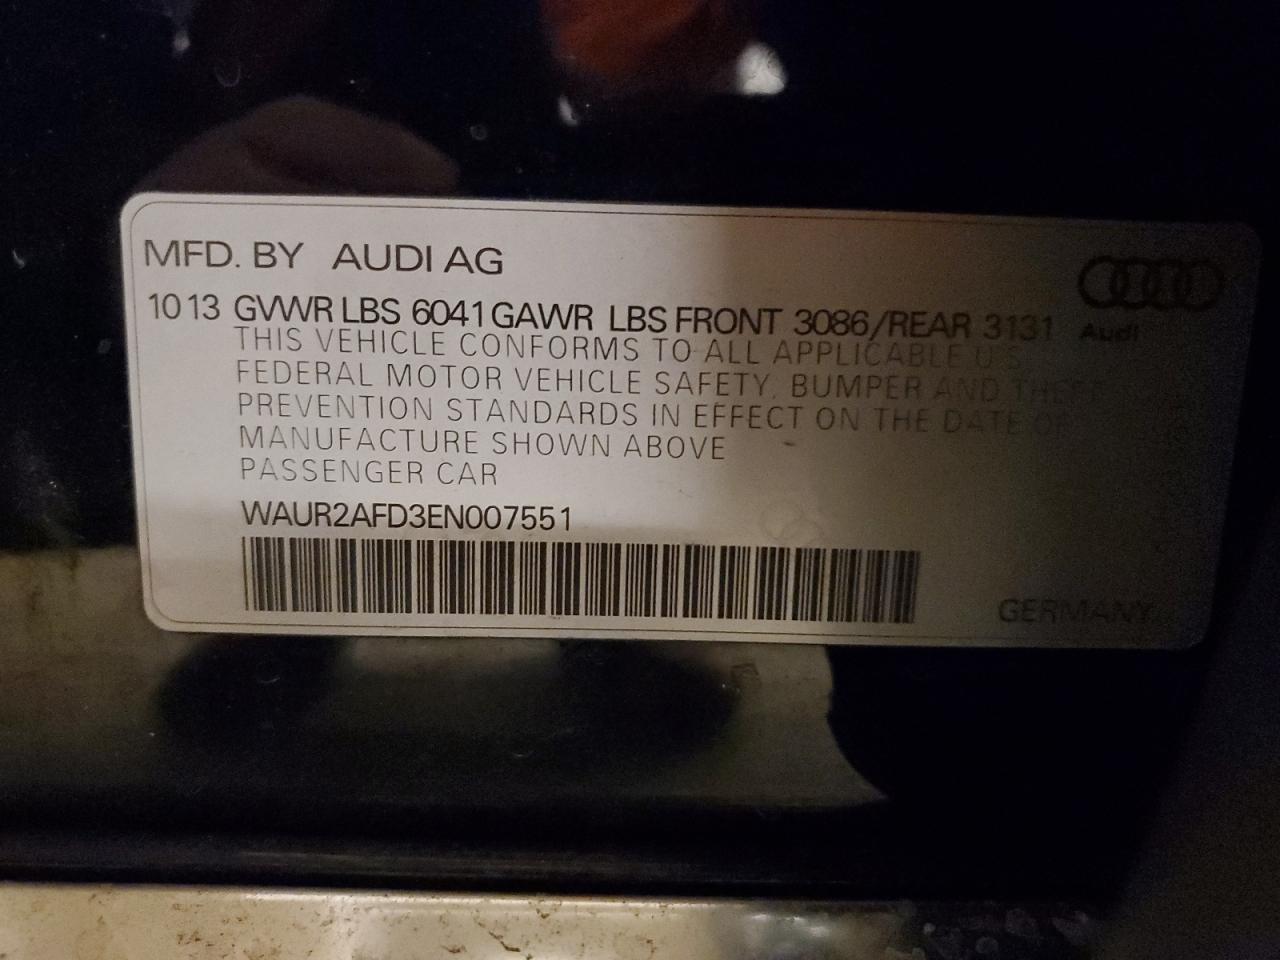 MFD. BY AUDI AG
10 13 GVWR LBS 6041 GAWR LBS FRONT 3086/REAR 3131
Audi
THIS VEHICLE CONFORMS TO ALL APPLICABLE U.S.
FEDERAL MOTOR VEHICLE SAFETY, BUMPER AND THEFT
PREVENTION STANDARDS IN EFFECT ON THE DATE OF
MANUFACTURE SHOWN ABOVE
PASSENGER CAR
WAUR2AFD3EN007551
GERMANY